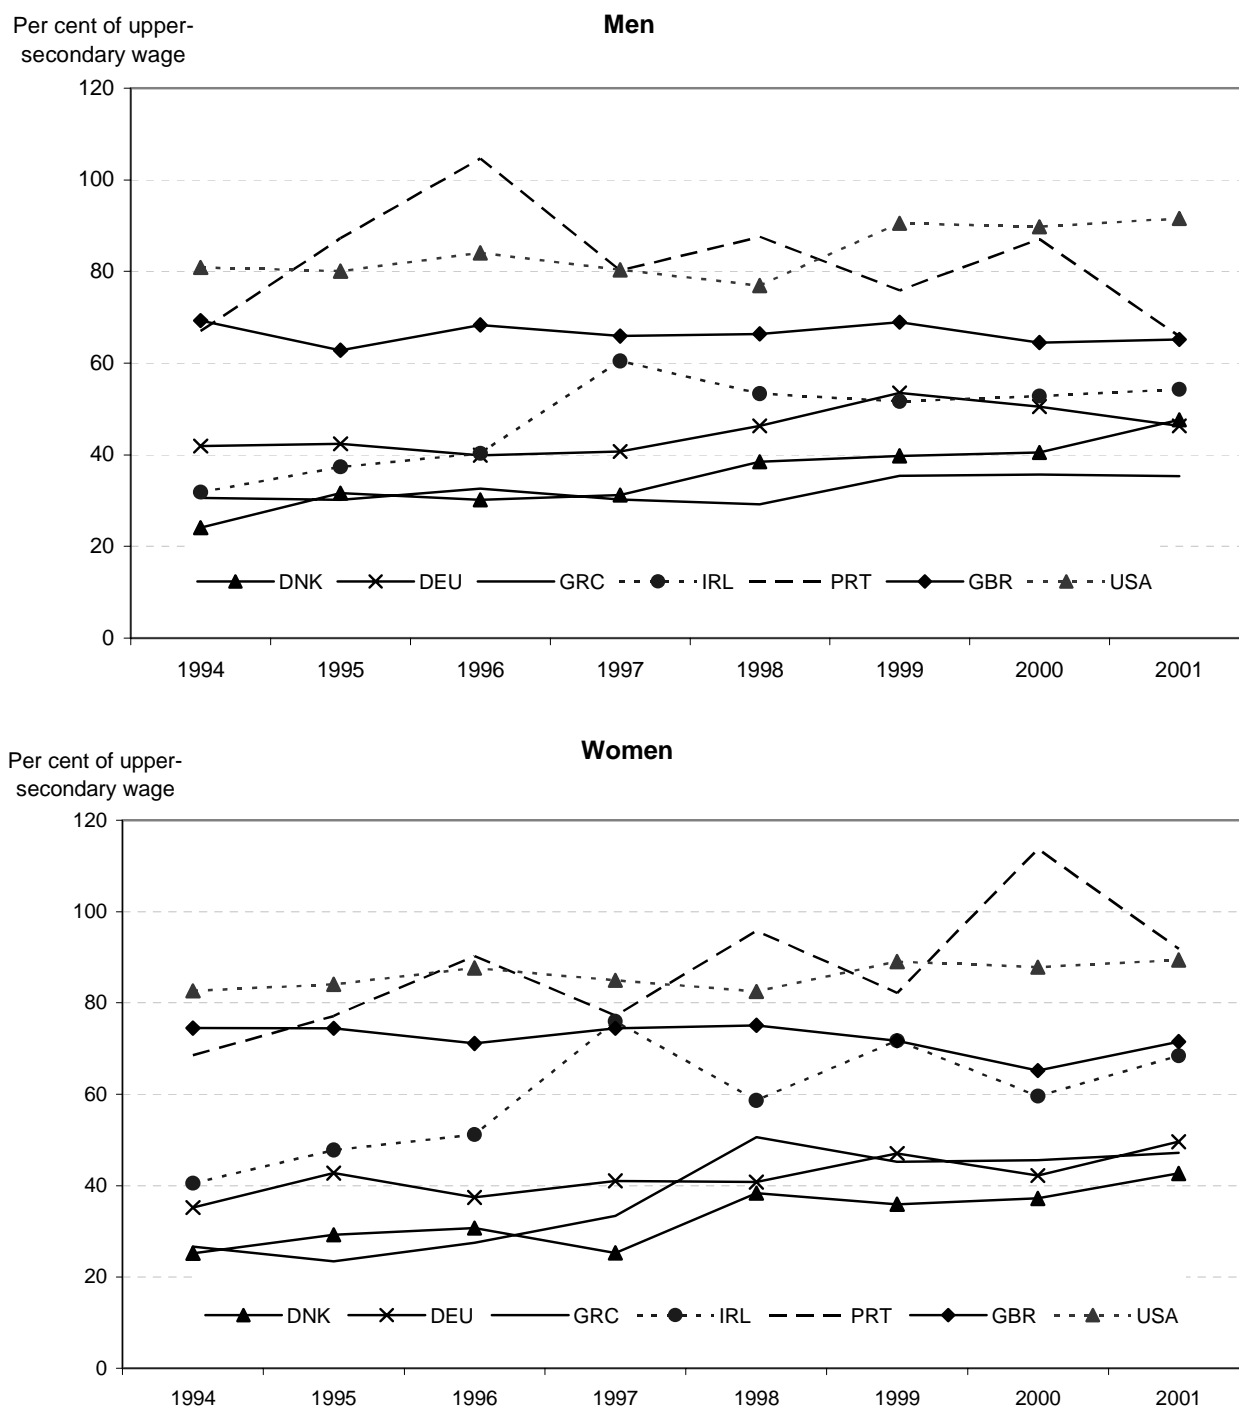 Men
Per cent of upper-
secondary wage
120
100
80
60
40
20
0
DNK DEU GRC IRL PRT GBR USA
1994 1995 1996 1997 1998 1999 2000 2001
Women
Per cent of upper-
secondary wage
120
100
80
60
40
20
0
DNK DEU GRC IRL PRT GBR USA
1994 1995 1996 1997 1998 1999 2000 2001